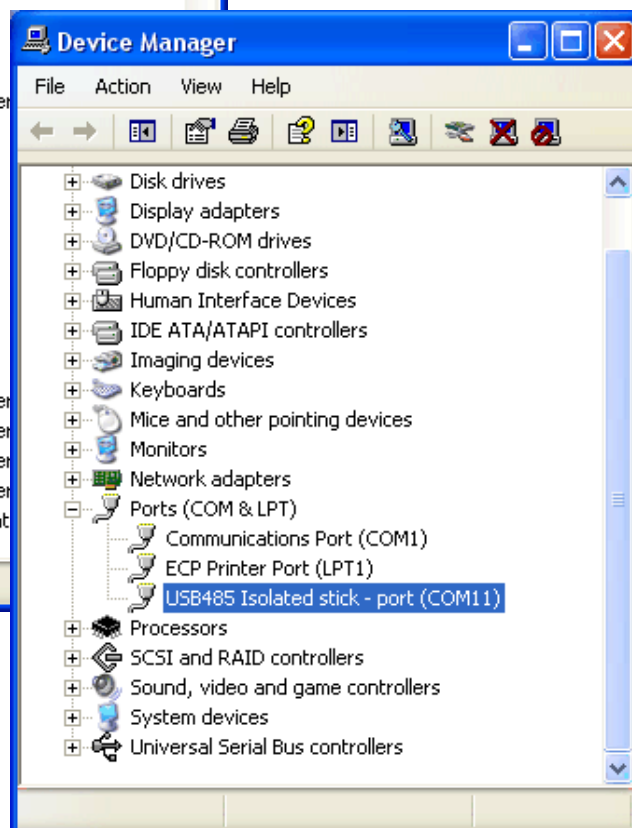 Device Manager
File Action View Help
Disk drives
Display adapters
DVD/CD-ROM drives
Floppy disk controllers
Human Interface Devices
IDE ATA/ATAPI controllers
Imaging devices
Keyboards
Mice and other pointing devices
Monitors
Network adapters
Ports (COM & LPT)
Communications Port (COM1)
ECP Printer Port (LPT1)
USB485 Isolated stick - port (COM11)
Processors
SCSI and RAID controllers
Sound, video and game controllers
System devices
Universal Serial Bus controllers